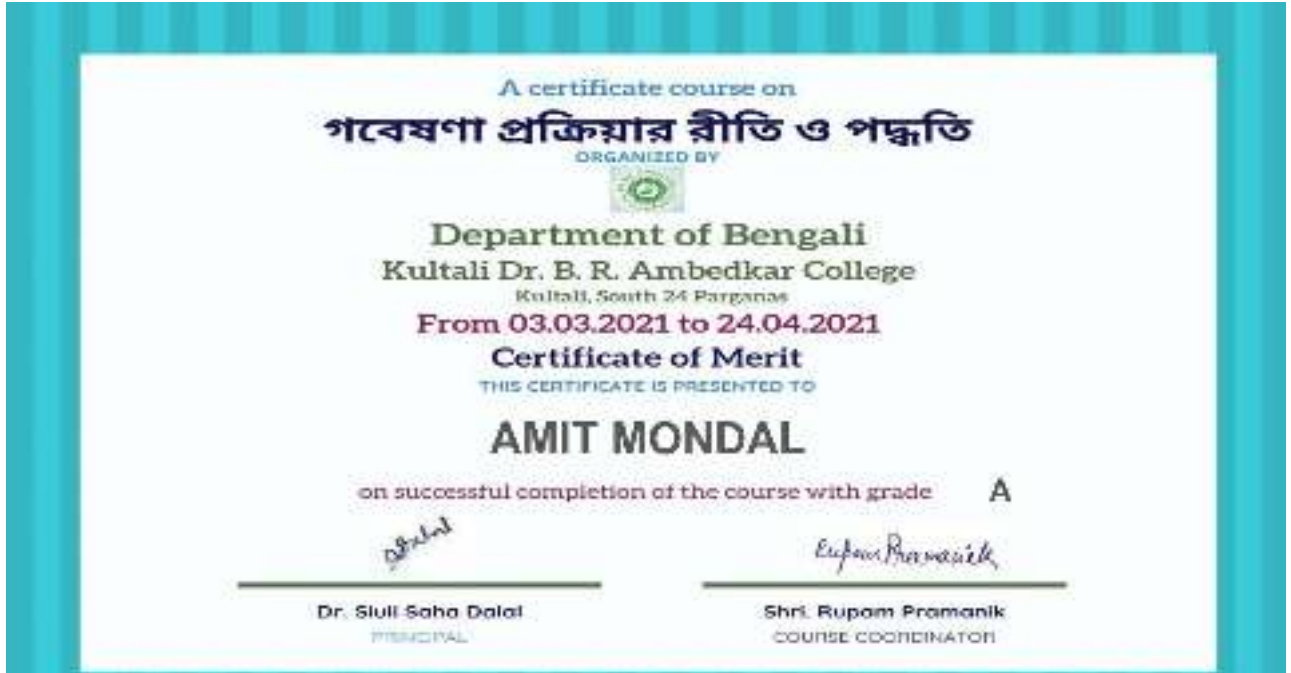 A certificate course on
গবেষণা প্রক্রিয়ার রীতি ও পদ্ধতি
ORGANIZED BY
Department of Bengali
Kultali Dr. B. R. Ambedkar College
Kultali, South 24 Parganas
From 03.03.2021 to 24.04.2021
Certificate of Merit
THIS CERTIFICATE IS PRESENTED TO
AMIT MONDAL
on successful completion of the course with grade A
Dr. Siuli Saha Dalal Shri. Rupam Pramanik
PRINCIPAL COURSE COORDINATOR